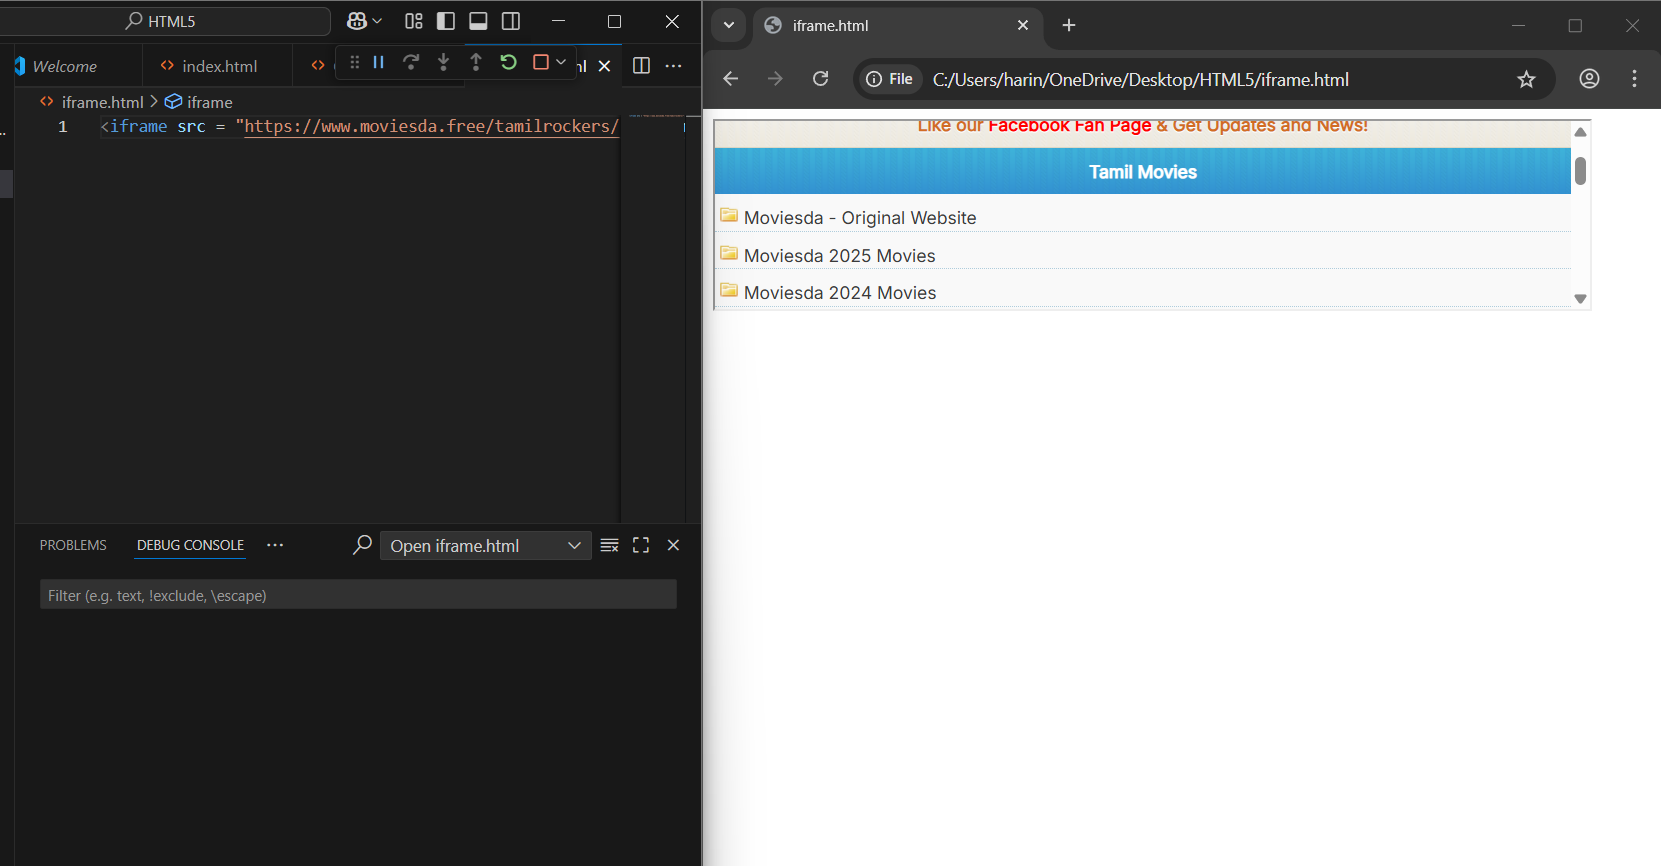 HTML5
Welcome
index.html
iframe.html > iframe
1 <iframe src = "https://www.moviesda.free/tamilrockers/
PROBLEMS
DEBUG CONSOLE
Open iframe.html
Filter (e.g. text, !exclude, \escape)
iframe.html
File
C:/Users/harin/OneDrive/Desktop/HTML5/iframe.html
Like our Facebook Fan Page & Get Updates and News!
Tamil Movies
Moviesda - Original Website
Moviesda 2025 Movies
Moviesda 2024 Movies